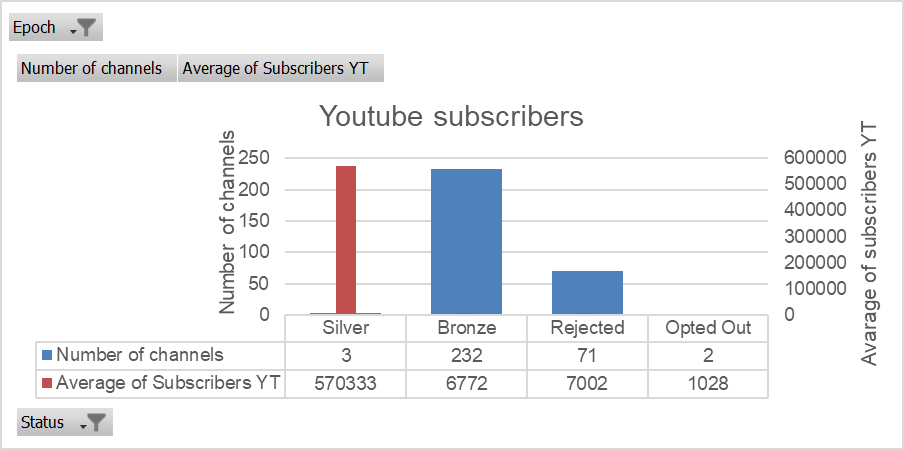 Epoch
Number of channels Average of Subscribers YT
Youtube subscribers
Number of channels
250
200
150
100
50
0
600000
500000
400000
300000
200000
100000
0
Avarage of subscribers YT
Silver Bronze Rejected Opted Out
Number of channels 3 232 71 2
Average of Subscribers YT 570333 6772 7002 1028
Status